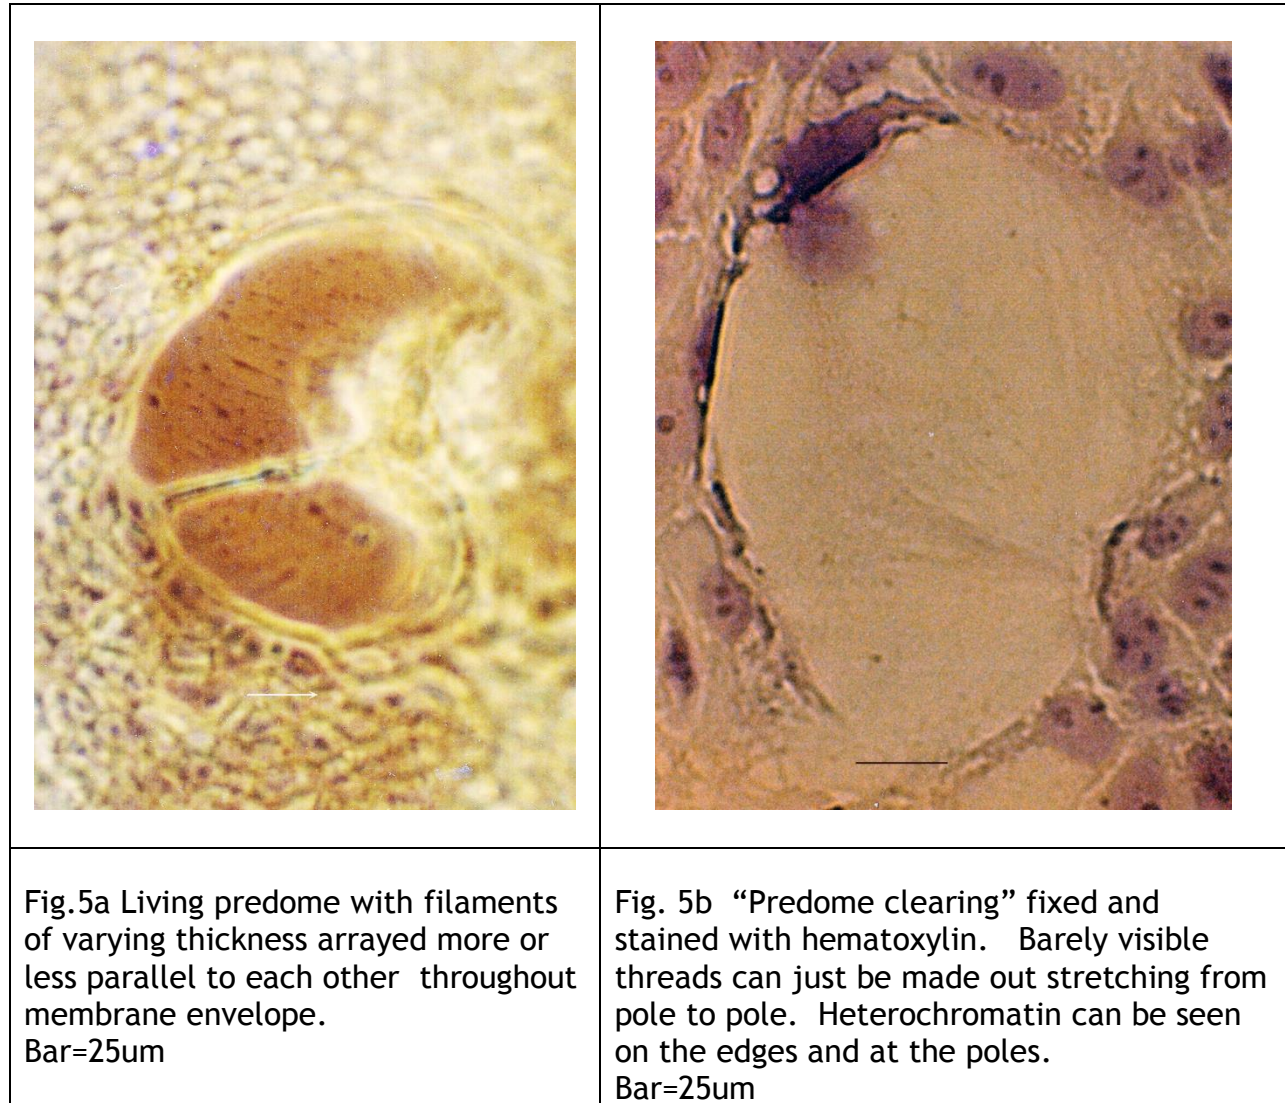 Fig.5a Living predome with filaments
of varying thickness arrayed more or
less parallel to each other throughout
membrane envelope.
Bar=25um
Fig. 5b “Predome clearing” fixed and
stained with hematoxylin. Barely visible
threads can just be made out stretching from
pole to pole. Heterochromatin can be seen
on the edges and at the poles.
Bar=25um